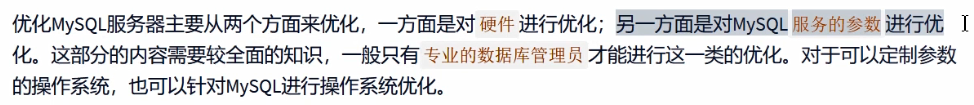 优化MySQL服务器主要从两个方面来优化，一方面是对 硬件 进行优化；另一方面是对MySQL 服务的参数 进行优
化。这部分的内容需要较全面的知识，一般只有 专业的数据库管理员 才能进行这一类的优化。对于可以定制参数
的操作系统，也可以针对MySQL进行操作系统优化。